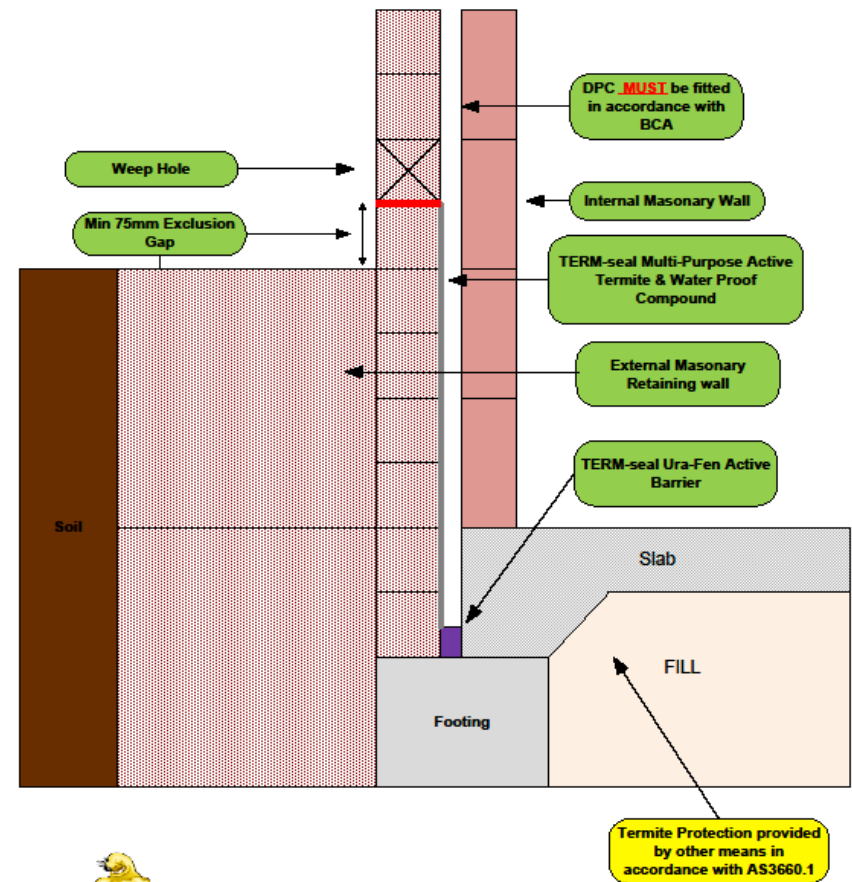 DPC MUST be fitted
in accordance with
BCA
Weep Hole
Internal Masonary Wall
Min 75mm Exclusion
Gap
TERM-seal Multi-Purpose Active
Termite & Water Proof
Compound
External Masonary
Retaining wall
TERM-seal Ura-Fen Active
Barrier
Soil
Slab
FILL
Footing
Termite Protection provided
by other means in
accordance with AS3660.1